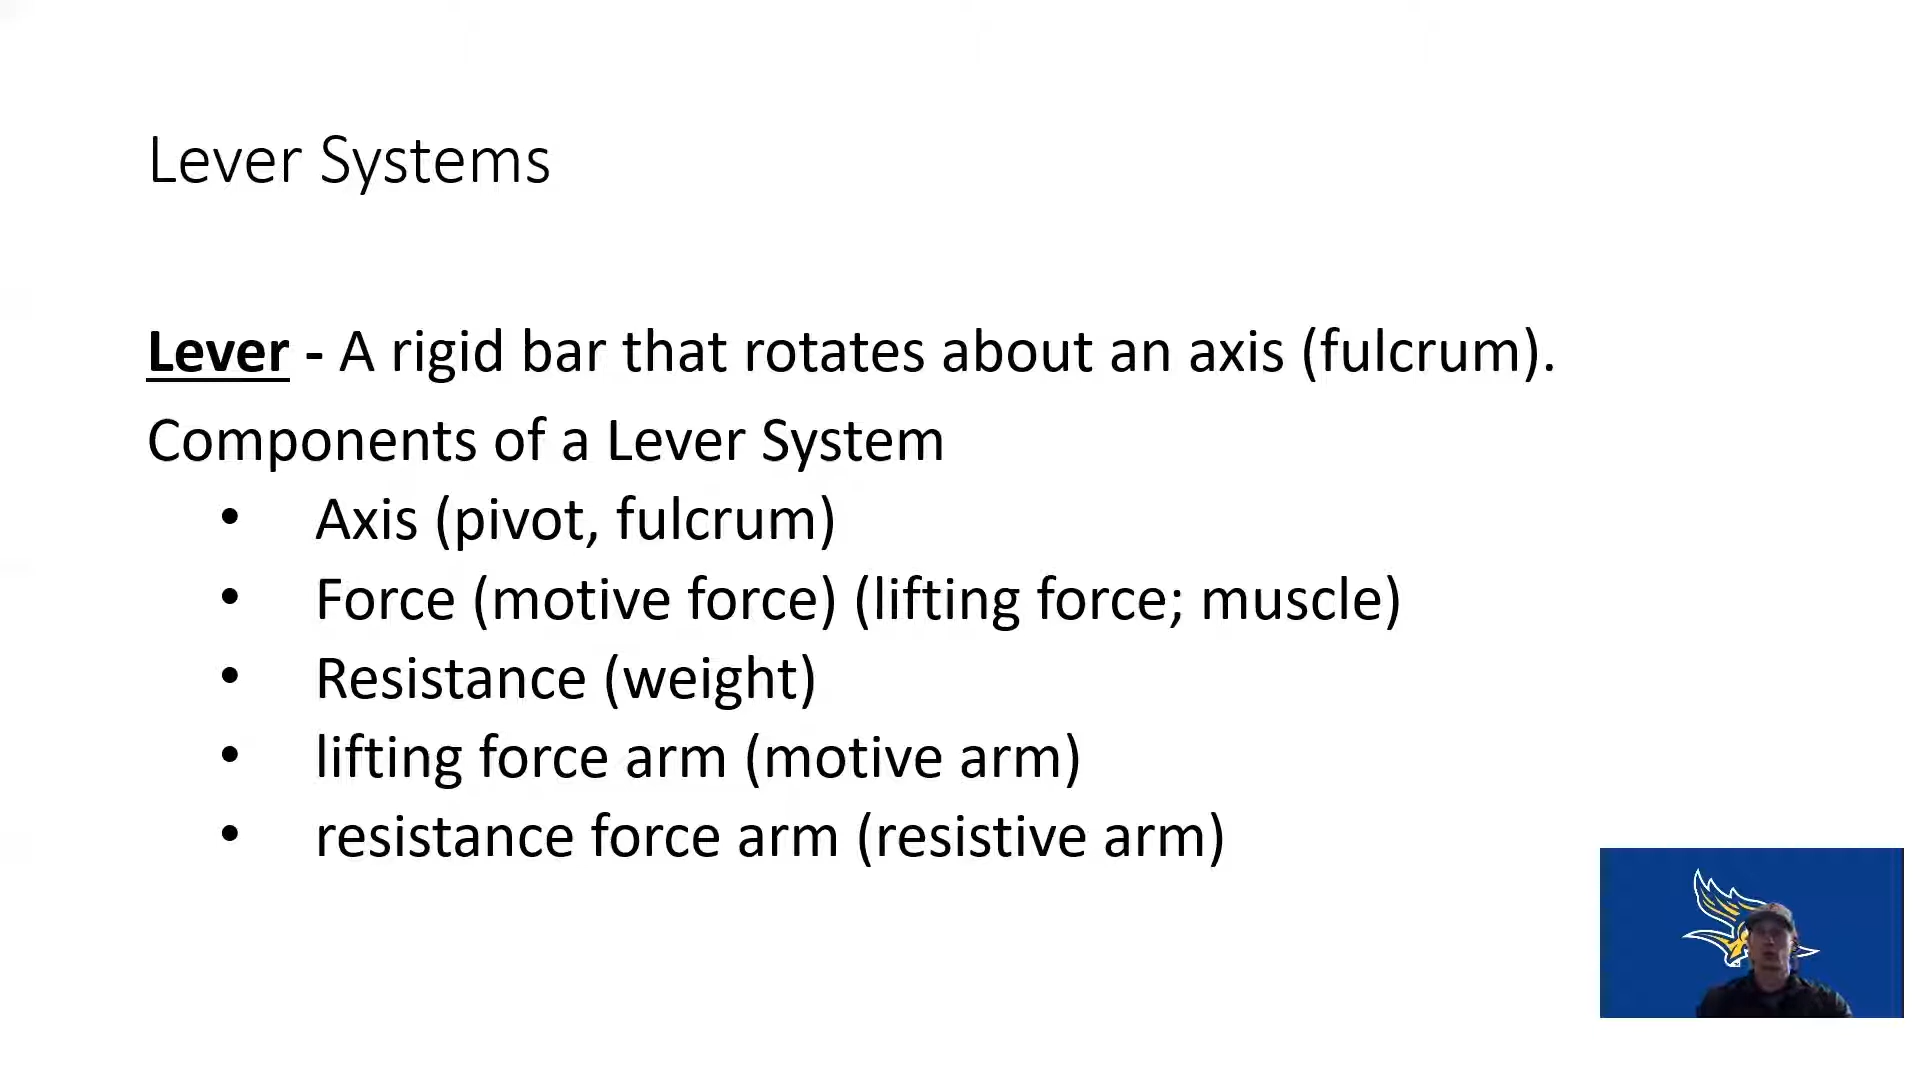 Lever Systems
Lever - A rigid bar that rotates about an axis (fulcrum).
Components of a Lever System
• Axis (pivot, fulcrum)
• Force (motive force) (lifting force; muscle)
• Resistance (weight)
• lifting force arm (motive arm)
• resistance force arm (resistive arm)